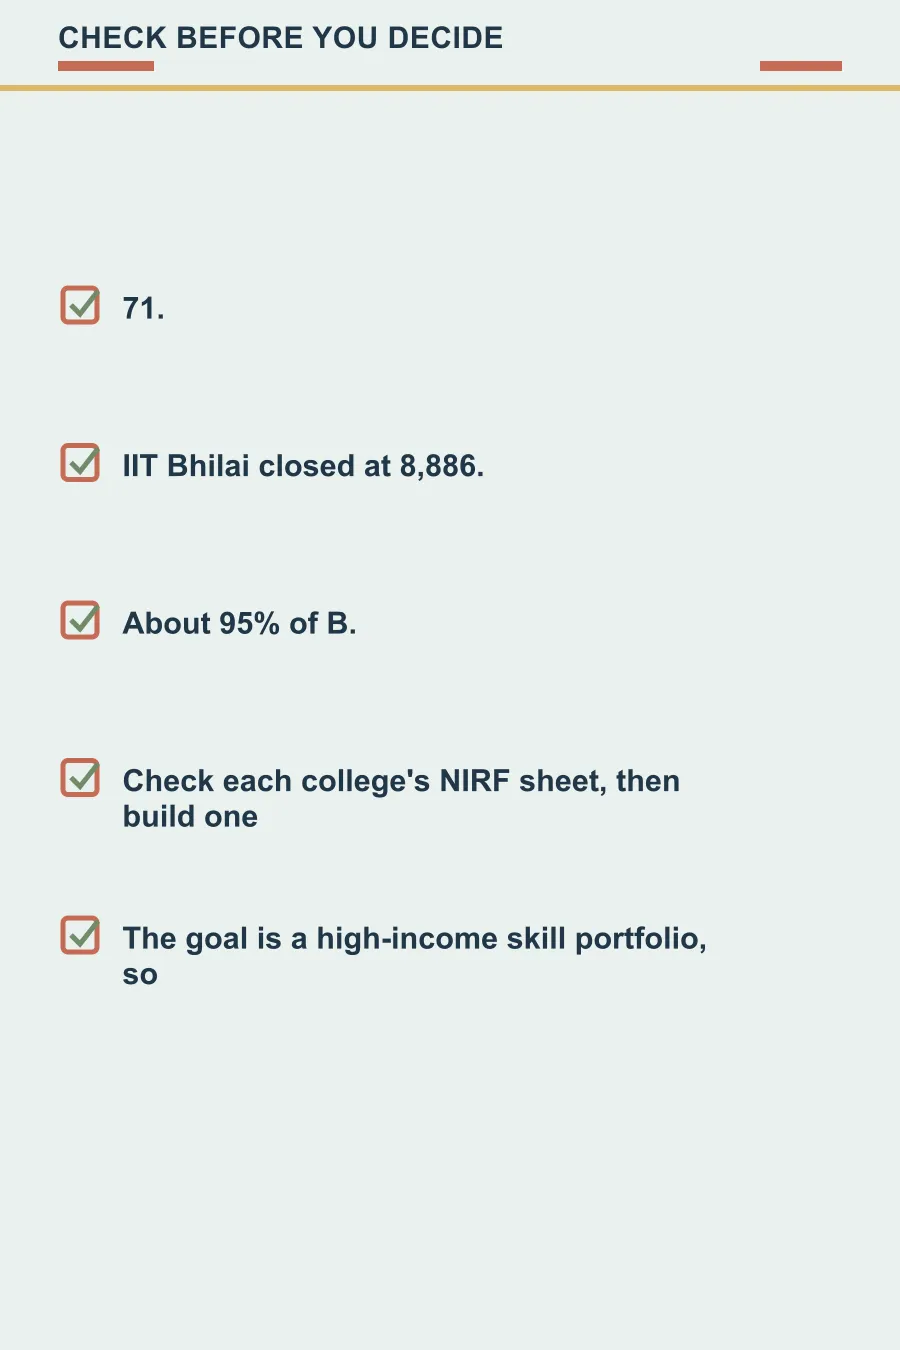 CHECK BEFORE YOU DECIDE
71.
IIT Bhilai closed at 8,886.
About 95% of B.
Check each college's NIRF sheet, then
build one
The goal is a high-income skill portfolio,
so